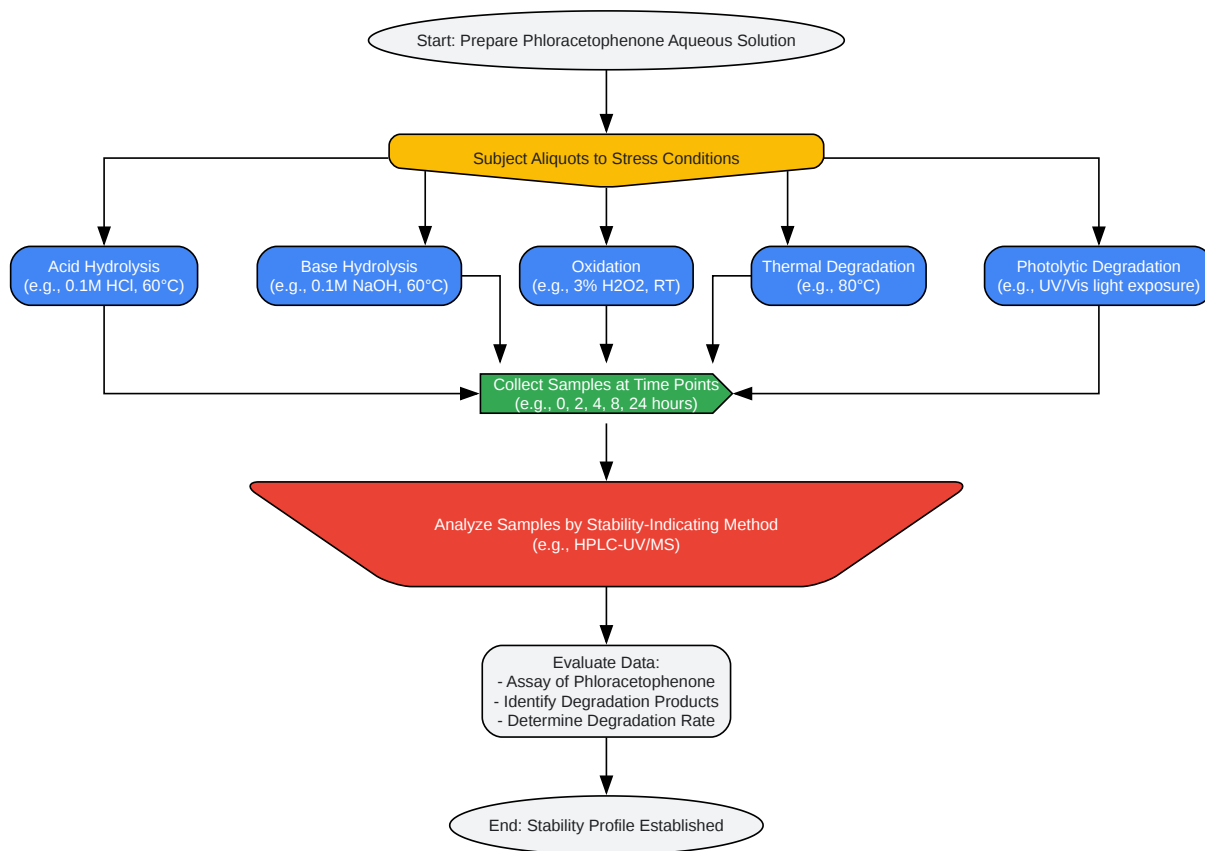 Start: Prepare Phloracetophenone Aqueous Solution
Subject Aliquots to Stress Conditions
Acid Hydrolysis
(e.g., 0.1M HCl, 60°C)
Base Hydrolysis
(e.g., 0.1M NaOH, 60°C)
Oxidation
(e.g., 3% H2O2, RT)
Thermal Degradation
(e.g., 80°C)
Photolytic Degradation
(e.g., UV/Vis light exposure)
Collect Samples at Time Points
(e.g., 0, 2, 4, 8, 24 hours)
Analyze Samples by Stability-Indicating Method
(e.g., HPLC-UV/MS)
Evaluate Data:
- Assay of Phloracetophenone
- Identify Degradation Products
- Determine Degradation Rate
End: Stability Profile Established